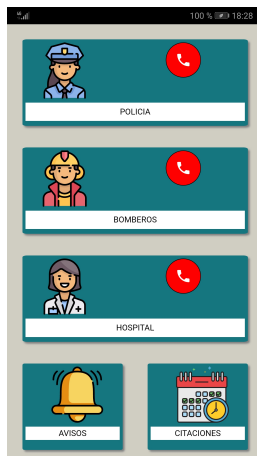 100 % 18:28
POLICIA
BOMBEROS
HOSPITAL
AVISOS
CITACIONES